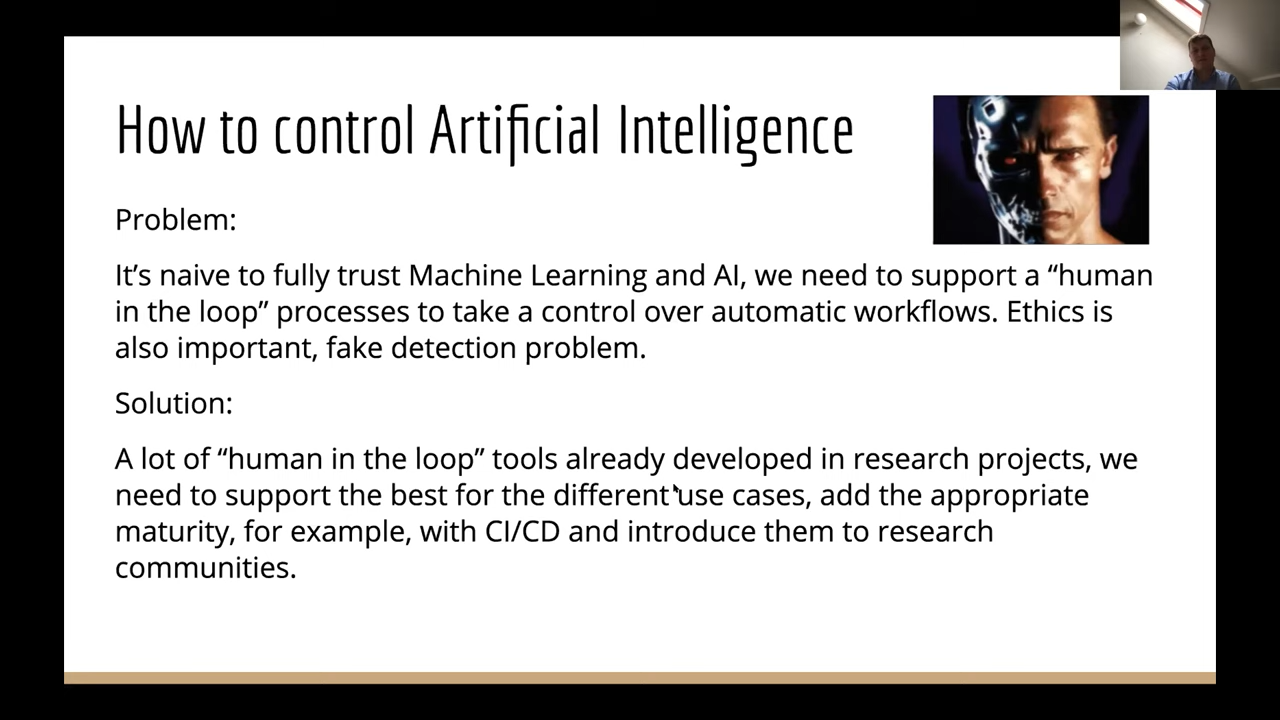 How to control Artificial Intelligence
Problem:
It’s naive to fully trust Machine Learning and AI, we need to support a “human
in the loop” processes to take a control over automatic workflows. Ethics is
also important, fake detection problem.
Solution:
A lot of “human in the loop” tools already developed in research projects, we
need to support the best for the different use cases, add the appropriate
maturity, for example, with CI/CD and introduce them to research
communities.